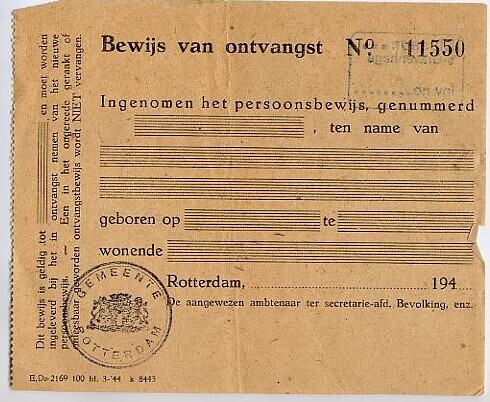 Bewijs van ontvangst No. 11550
Ingenomen het persoonsbewijs, genummerd
, ten name van
geboren op te
wonende
Rotterdam, 194
De aangewezen ambtenaar ter secretarie-afd. Bevolking, enz.
Dit bewijs is geldig tot en moet worden
ingeleverd bij het in ontvangst nemen van het nieuwe
persoonsbewijs. — Een in het ongereede geraakt of
onleesbaar geworden ontvangstbewijs wordt NIET vervangen.
GEMEENTE
ROTTERDAM
E.D. 2169 100 bl. 3-'44 k 8443